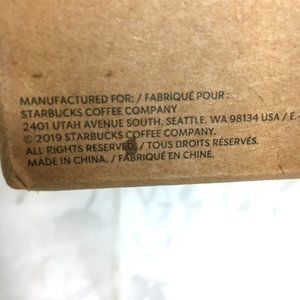 MANUFACTURED FOR: / FABRIQUÉ POUR :
STARBUCKS COFFEE COMPANY
2401 UTAH AVENUE SOUTH, SEATTLE, WA 98134 USA / É.-
© 2019 STARBUCKS COFFEE COMPANY.
ALL RIGHTS RESERVED. / TOUS DROITS RÉSERVÉS.
MADE IN CHINA. / FABRIQUÉ EN CHINE.